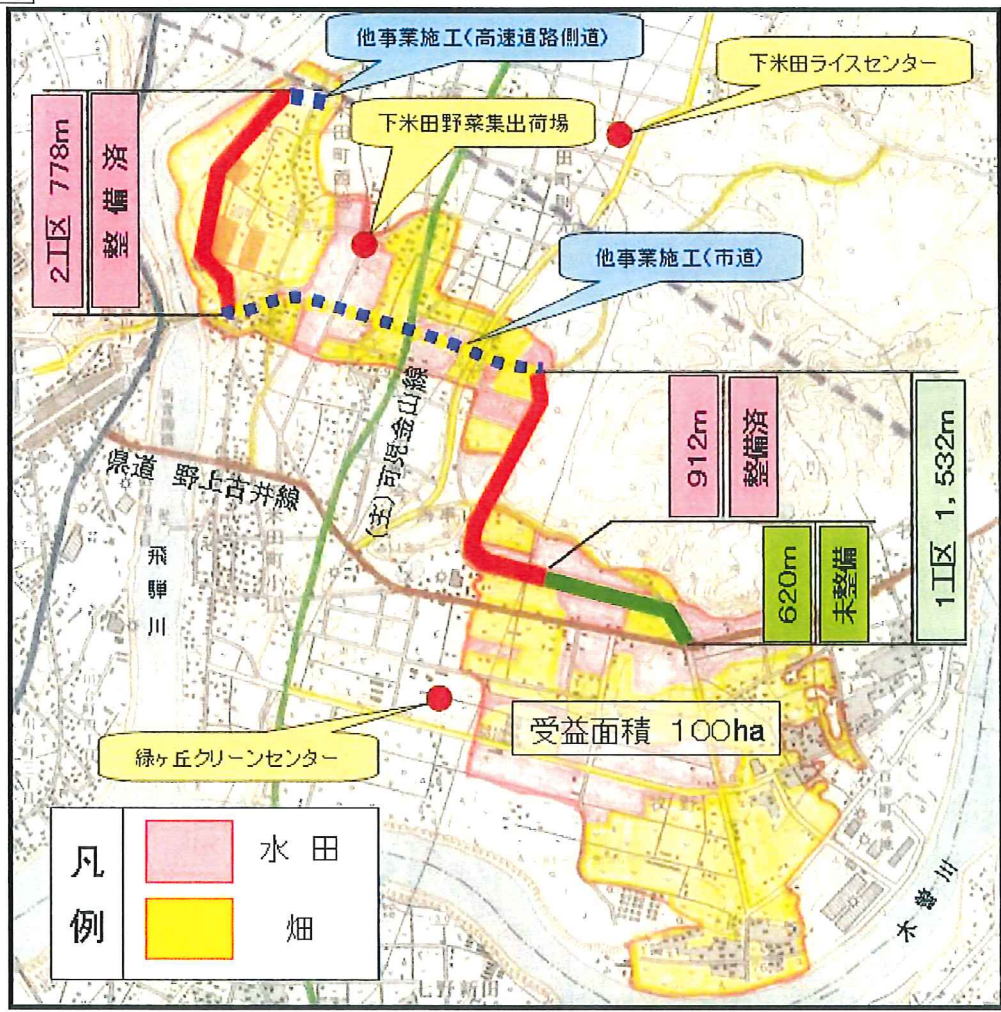 他事業施工(高速道路側道)
下米田ライスセンター
下米田野菜集出荷場
2工区 778m
整備済
他事業施工(市道)
(主)可児金山線
県道 野上古井線
912m
整備済
1工区 1,532m
620m
未整備
飛騨川
受益面積 100ha
緑ヶ丘クリーンセンター
凡例
水田
畑
木曽川